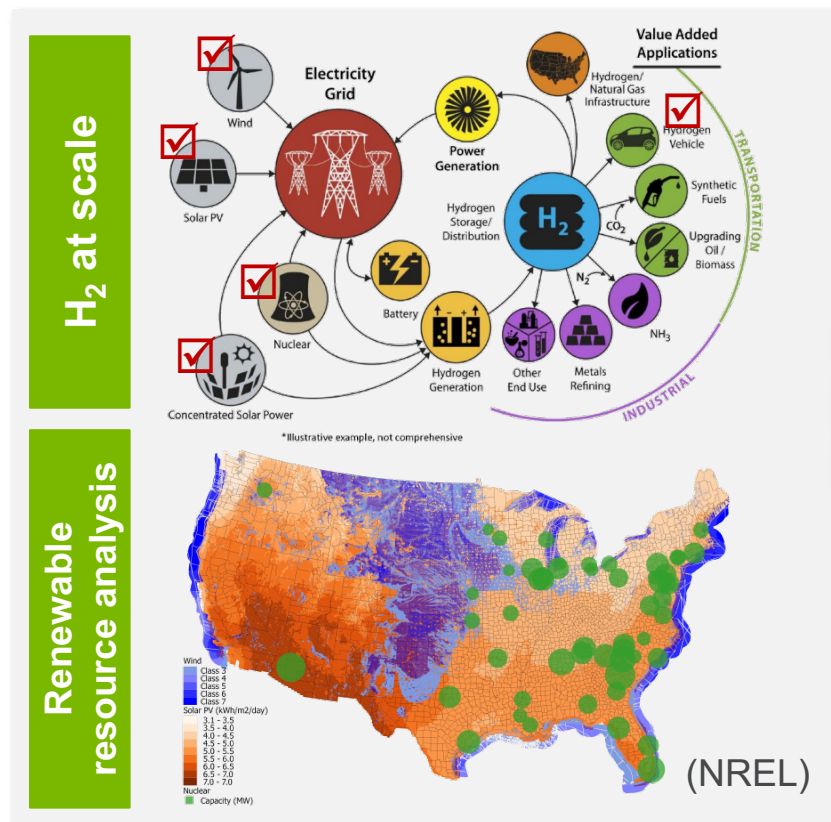 H2 at scale
Value Added
Applications
Electricity
Grid
Wind
Solar PV
Nuclear
Concentrated Solar Power
Battery
Power
Generation
Hydrogen
Generation
Hydrogen
Storage/
Distribution
H2
Hydrogen/
Natural Gas
Infrastructure
Hydrogen
Vehicle
Synthetic
Fuels
CO2
Upgrading
Oil /
Biomass
N2
NH3
Metals
Refining
Other
End Use
TRANSPORTATION
INDUSTRIAL
*Illustrative example, not comprehensive
Renewable
resource analysis
Wind
Class 3
Class 4
Class 5
Class 6
Class 7
Solar PV (kWh/m2/day)
3.1 - 3.5
3.5 - 4.0
4.0 - 4.5
4.5 - 5.0
5.0 - 5.5
5.5 - 6.0
6.0 - 6.5
6.5 - 7.0
7.0 - 7.0
Nuclear
Capacity (MW)
(NREL)